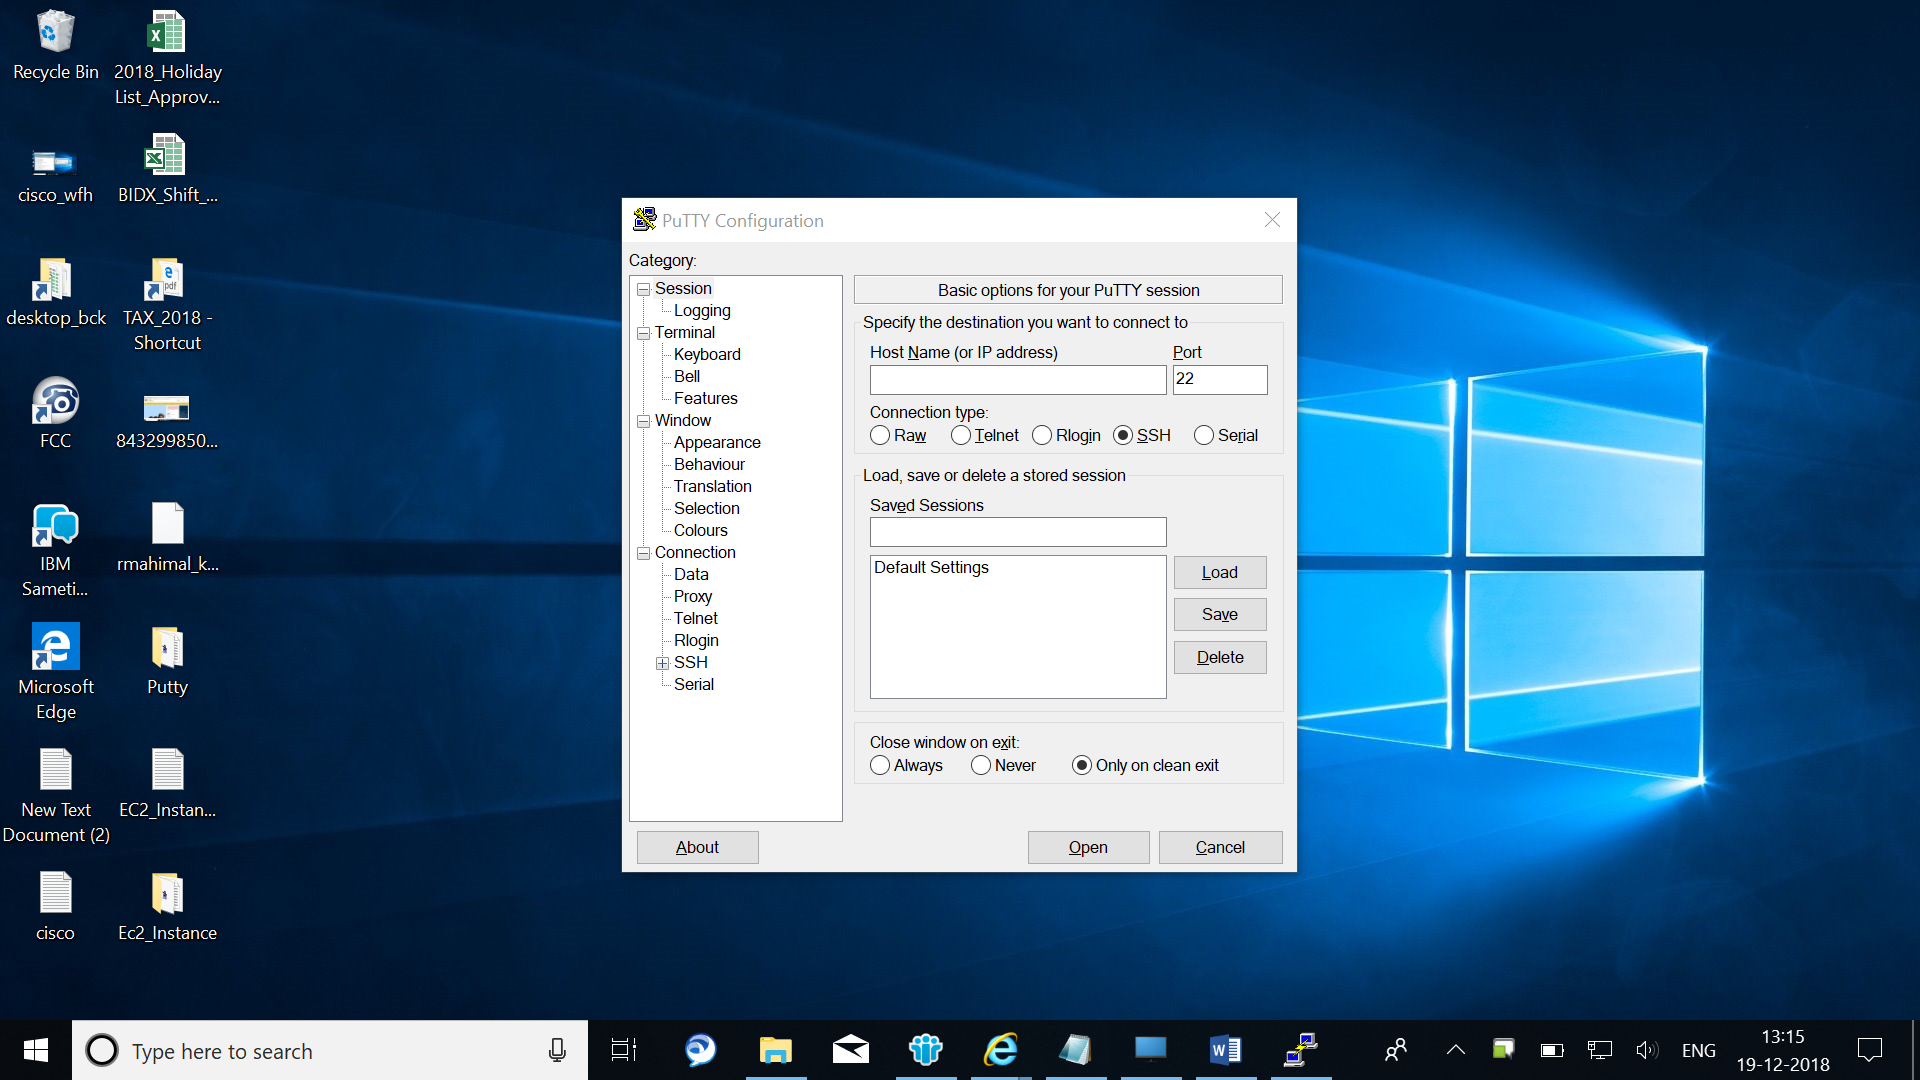 Recycle Bin
2018_Holiday
List_Approv...
cisco_wfh
BIDX_Shift_...
desktop_bck
TAX_2018 -
Shortcut
FCC
843299850...
IBM
Sameti...
rmahimal_k...
Microsoft
Edge
Putty
New Text
Document (2)
EC2_Instan...
cisco
Ec2_Instance
PuTTY Configuration
Category:
Session
Logging
Terminal
Keyboard
Bell
Features
Window
Appearance
Behaviour
Translation
Selection
Colours
Connection
Data
Proxy
Telnet
Rlogin
SSH
Serial
Basic options for your PuTTY session
Specify the destination you want to connect to
Host Name (or IP address)
Port
22
Connection type:
Raw Telnet Rlogin SSH Serial
Load, save or delete a stored session
Saved Sessions
Default Settings
Load
Save
Delete
Close window on exit:
Always Never Only on clean exit
About
Open
Cancel
Type here to search
ENG
13:15
19-12-2018